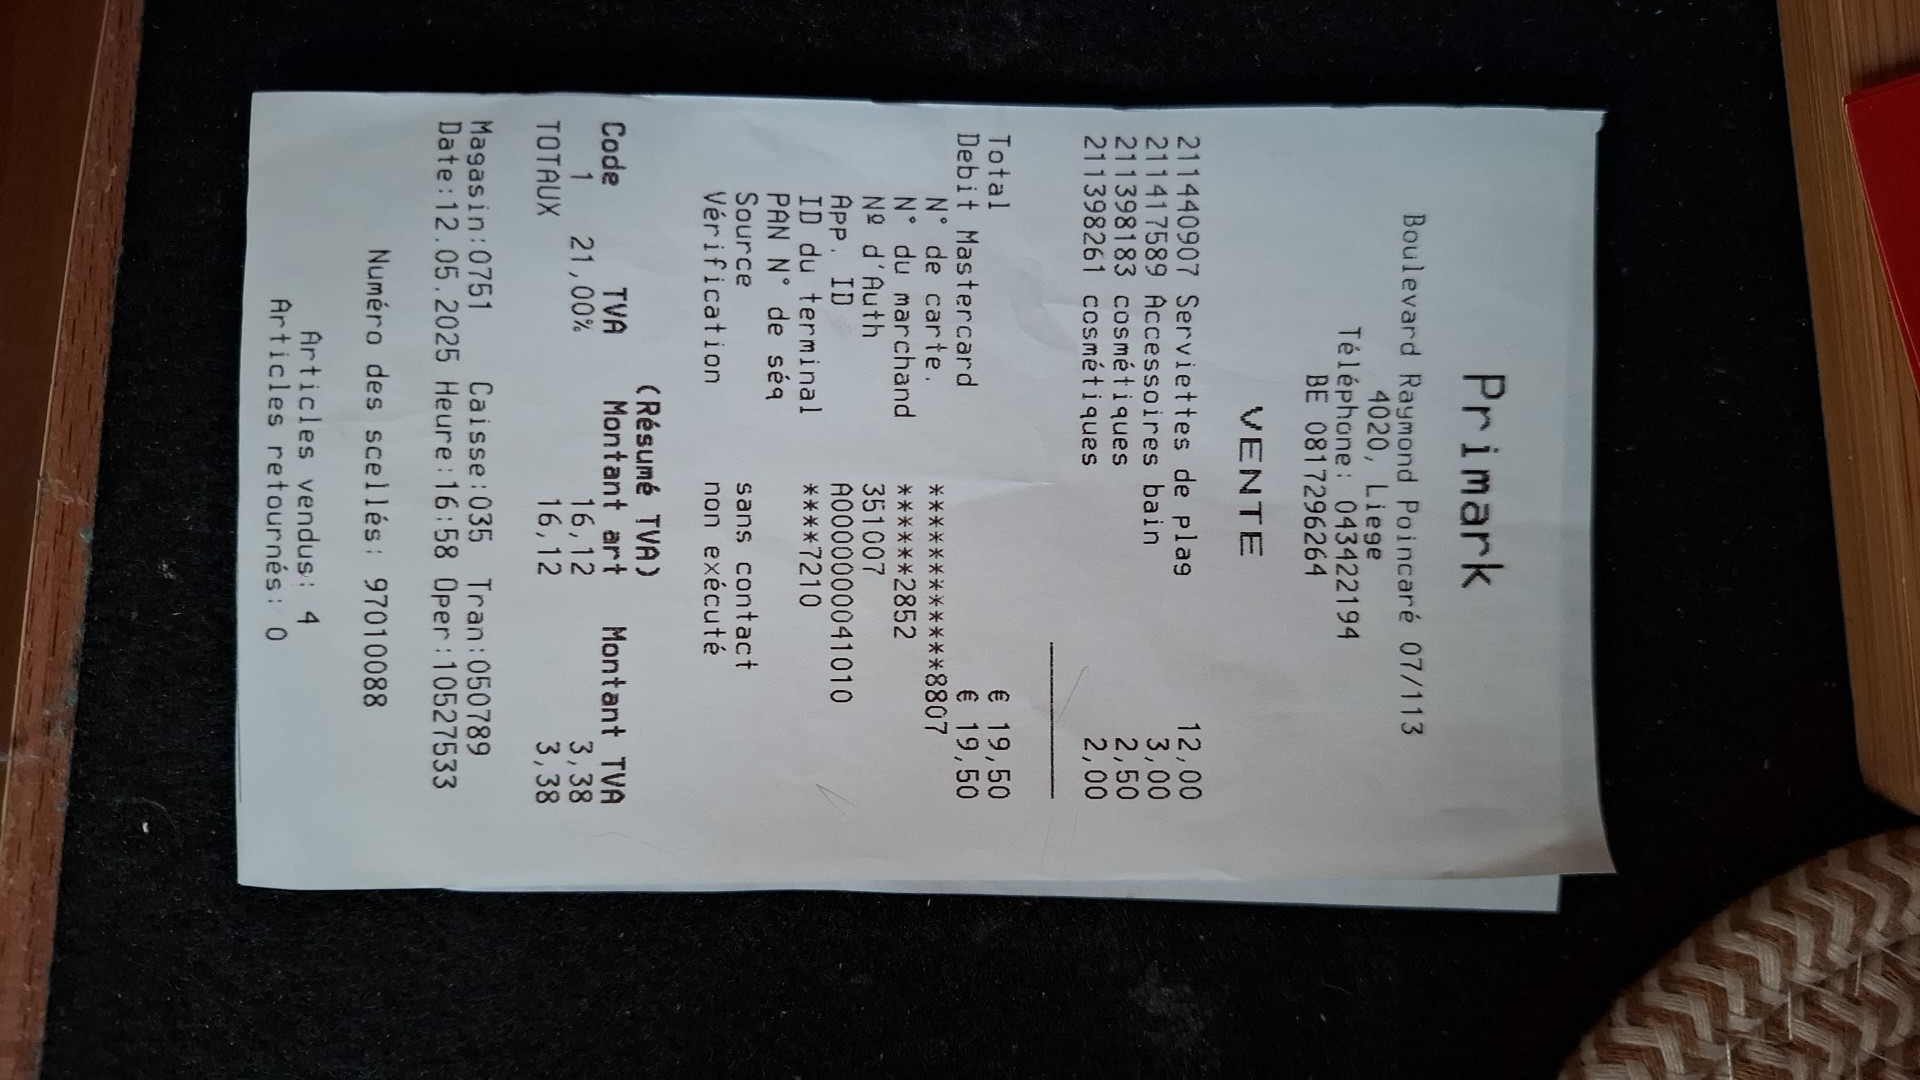 Primark
Boulevard Raymond Poincaré 07/113
4020, Liege
Téléphone: 043422194
BE 0817296264
VENTE
211440907 Serviettes de plag 12,00
211417589 Accessoires bain 3,00
211398183 cosmétiques 2,50
211398261 cosmétiques 2,00
Total € 19,50
Debit Mastercard € 19,50
N° de carte. ************8807
N° du marchand ******2852
Nº d'Auth 351007
App. ID A0000000041010
ID du terminal ****7210
PAN N° de séq
Source sans contact
Vérification non exécuté
(Résumé TVA)
Code TVA Montant art Montant TVA
1 21,00% 16,12 3,38
TOTAUX 16,12 3,38
Magasin:0751 Caisse:035 Tran:050789
Date:12.05.2025 Heure:16:58 Oper:10527533
Numéro des scellés: 97010088
Articles vendus: 4
Articles retournés: 0